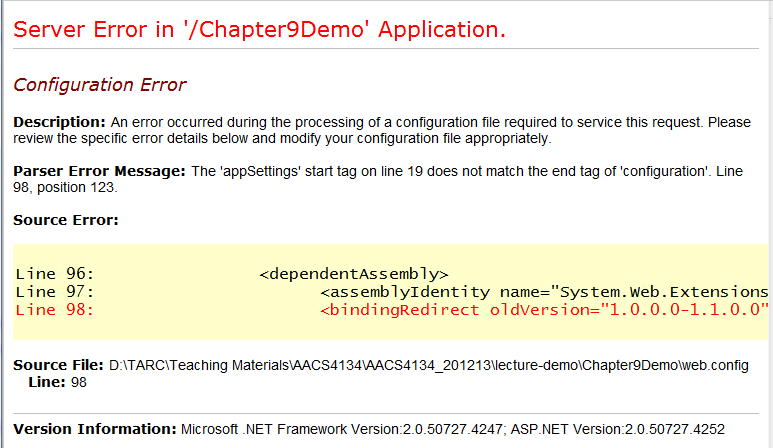 Server Error in '/Chapter9Demo' Application.
Configuration Error
Description: An error occurred during the processing of a configuration file required to service this request. Please
review the specific error details below and modify your configuration file appropriately.
Parser Error Message: The 'appSettings' start tag on line 19 does not match the end tag of 'configuration'. Line
98, position 123.
Source Error:
Line 96:                 <dependentAssembly>
Line 97:                       <assemblyIdentity name="System.Web.Extensions
Line 98:                       <bindingRedirect oldVersion="1.0.0.0-1.1.0.0"
Source File: D:\TARC\Teaching Materials\AACS4134\AACS4134_201213\lecture-demo\Chapter9Demo\web.config
Line: 98
Version Information: Microsoft .NET Framework Version:2.0.50727.4247; ASP.NET Version:2.0.50727.4252